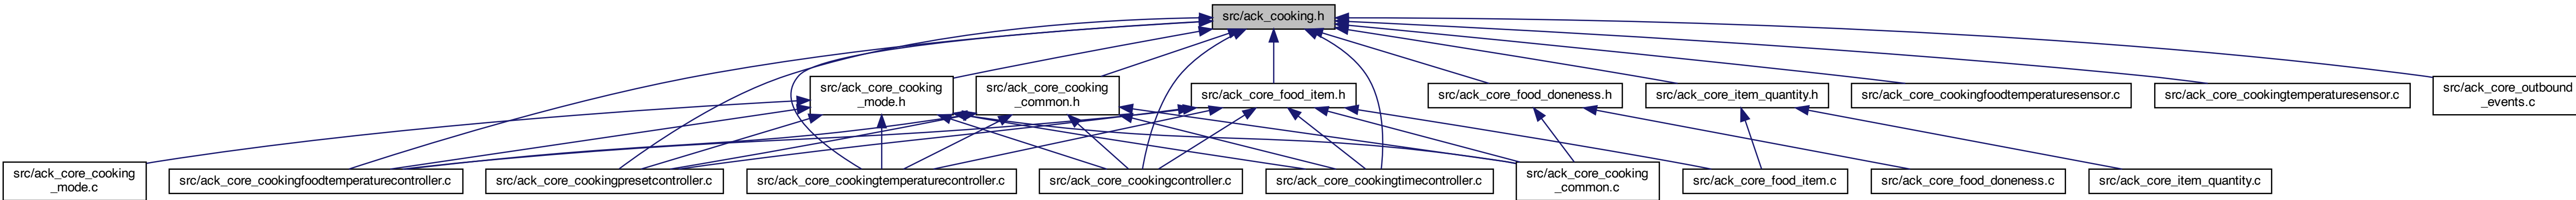 src/ack_cooking.h
src/ack_core_cooking
_mode.h
src/ack_core_cooking
_common.h
src/ack_core_food_item.h
src/ack_core_food_doneness.h
src/ack_core_item_quantity.h
src/ack_core_cookingfoodtemperaturesensor.c
src/ack_core_cookingtemperaturesensor.c
src/ack_core_outbound
_events.c
src/ack_core_cooking
_mode.c
src/ack_core_cookingfoodtemperaturecontroller.c
src/ack_core_cookingpresetcontroller.c
src/ack_core_cookingtemperaturecontroller.c
src/ack_core_cookingcontroller.c
src/ack_core_cookingtimecontroller.c
src/ack_core_cooking
_common.c
src/ack_core_food_item.c
src/ack_core_food_doneness.c
src/ack_core_item_quantity.c